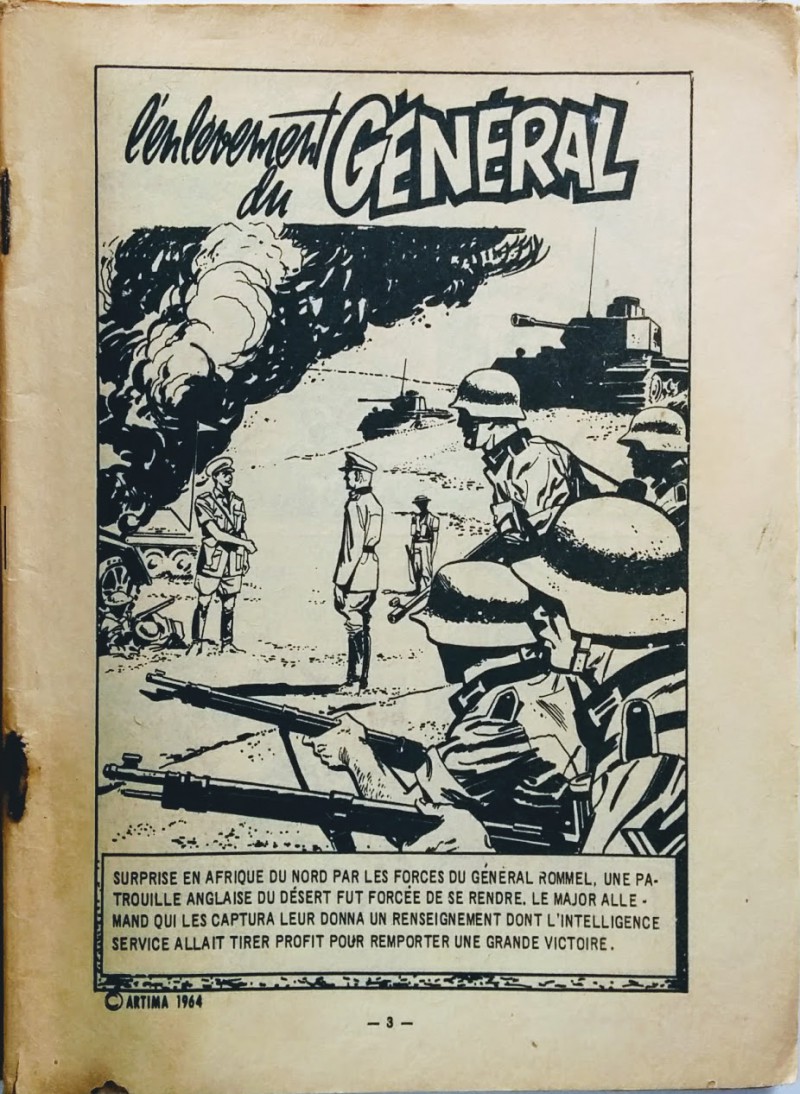 l'enlèvement
du GÉNÉRAL
SURPRISE EN AFRIQUE DU NORD PAR LES FORCES DU GÉNÉRAL ROMMEL, UNE PA-
TROUILLE ANGLAISE DU DÉSERT FUT FORCÉE DE SE RENDRE. LE MAJOR ALLE-
MAND QUI LES CAPTURA LEUR DONNA UN RENSEIGNEMENT DONT L'INTELLIGENCE
SERVICE ALLAIT TIRER PROFIT POUR REMPORTER UNE GRANDE VICTOIRE.
© ARTIMA 1964
— 3 —